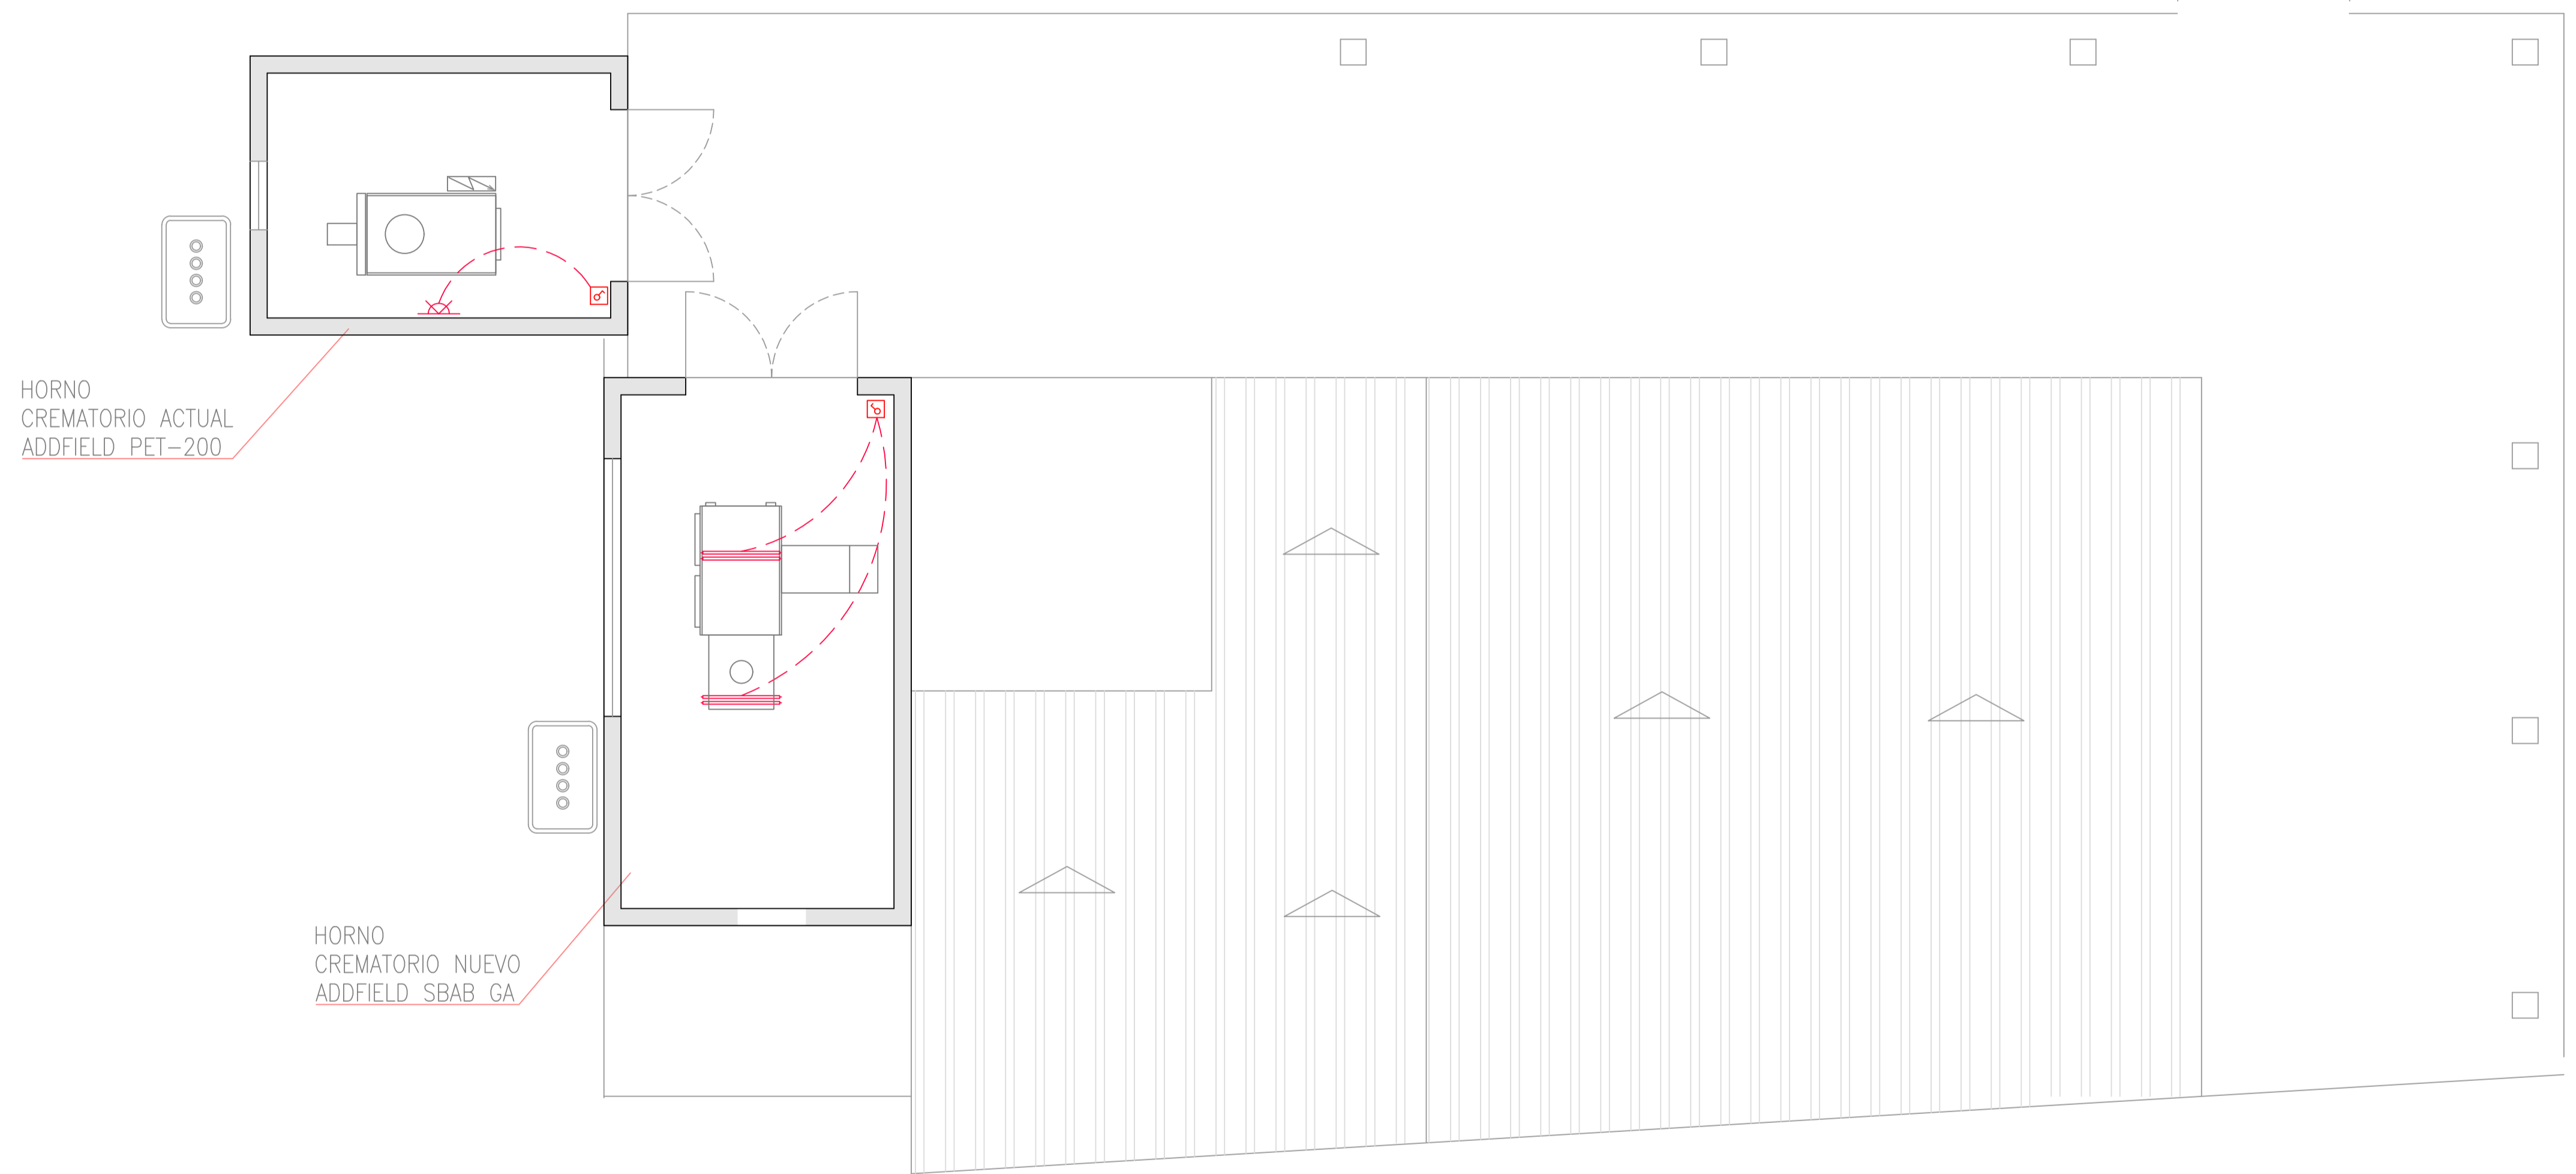 HORNO
CREMATORIO ACTUAL
ADDFIELD PET-200
HORNO
CREMATORIO NUEVO
ADDFIELD SBAB GA